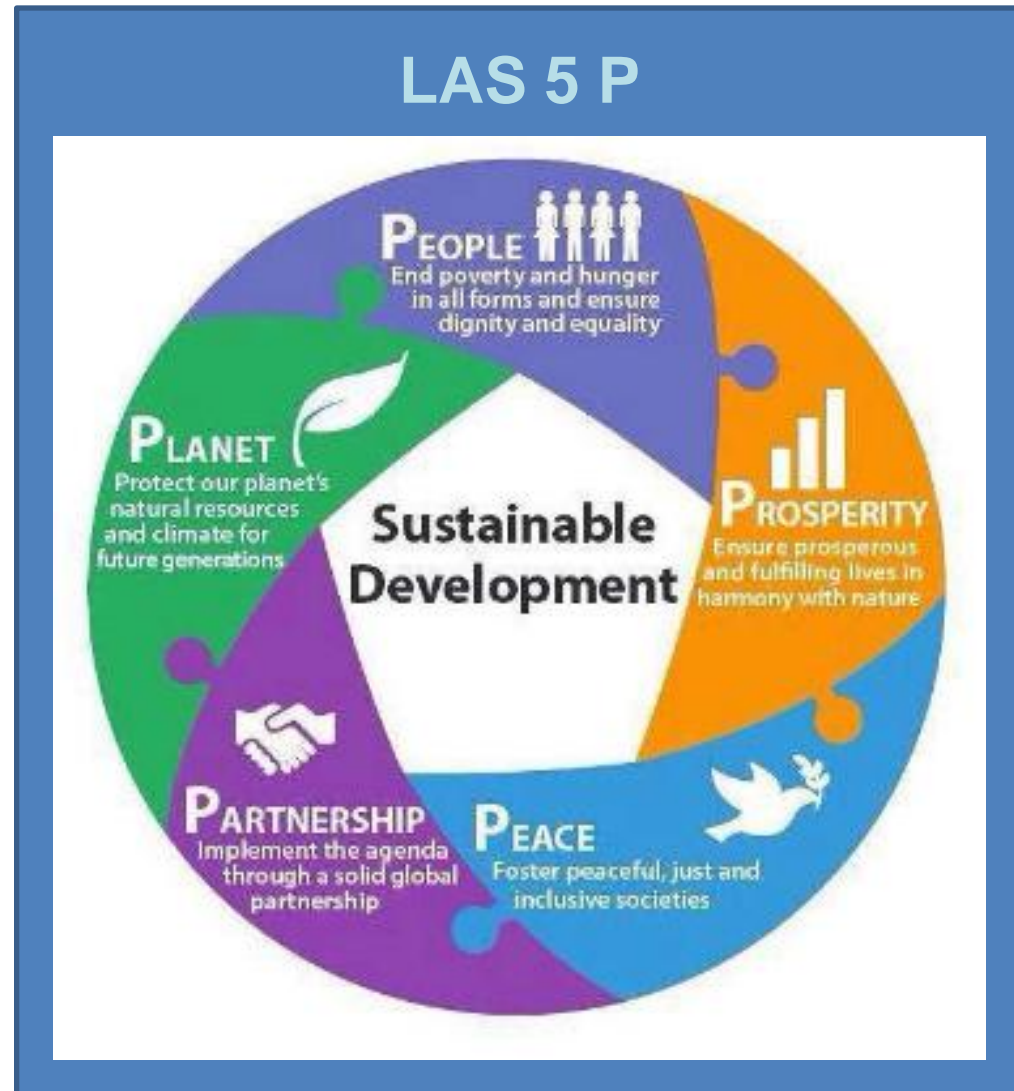 LAS 5 P
PEOPLE
End poverty and hunger
in all forms and ensure
dignity and equality
PROSPERITY
Ensure prosperous
and fulfilling lives in
harmony with nature
PEACE
Foster peaceful, just and
inclusive societies
PARTNERSHIP
Implement the agenda
through a solid global
partnership
PLANET
Protect our planet's
natural resources
and climate for
future generations
Sustainable
Development